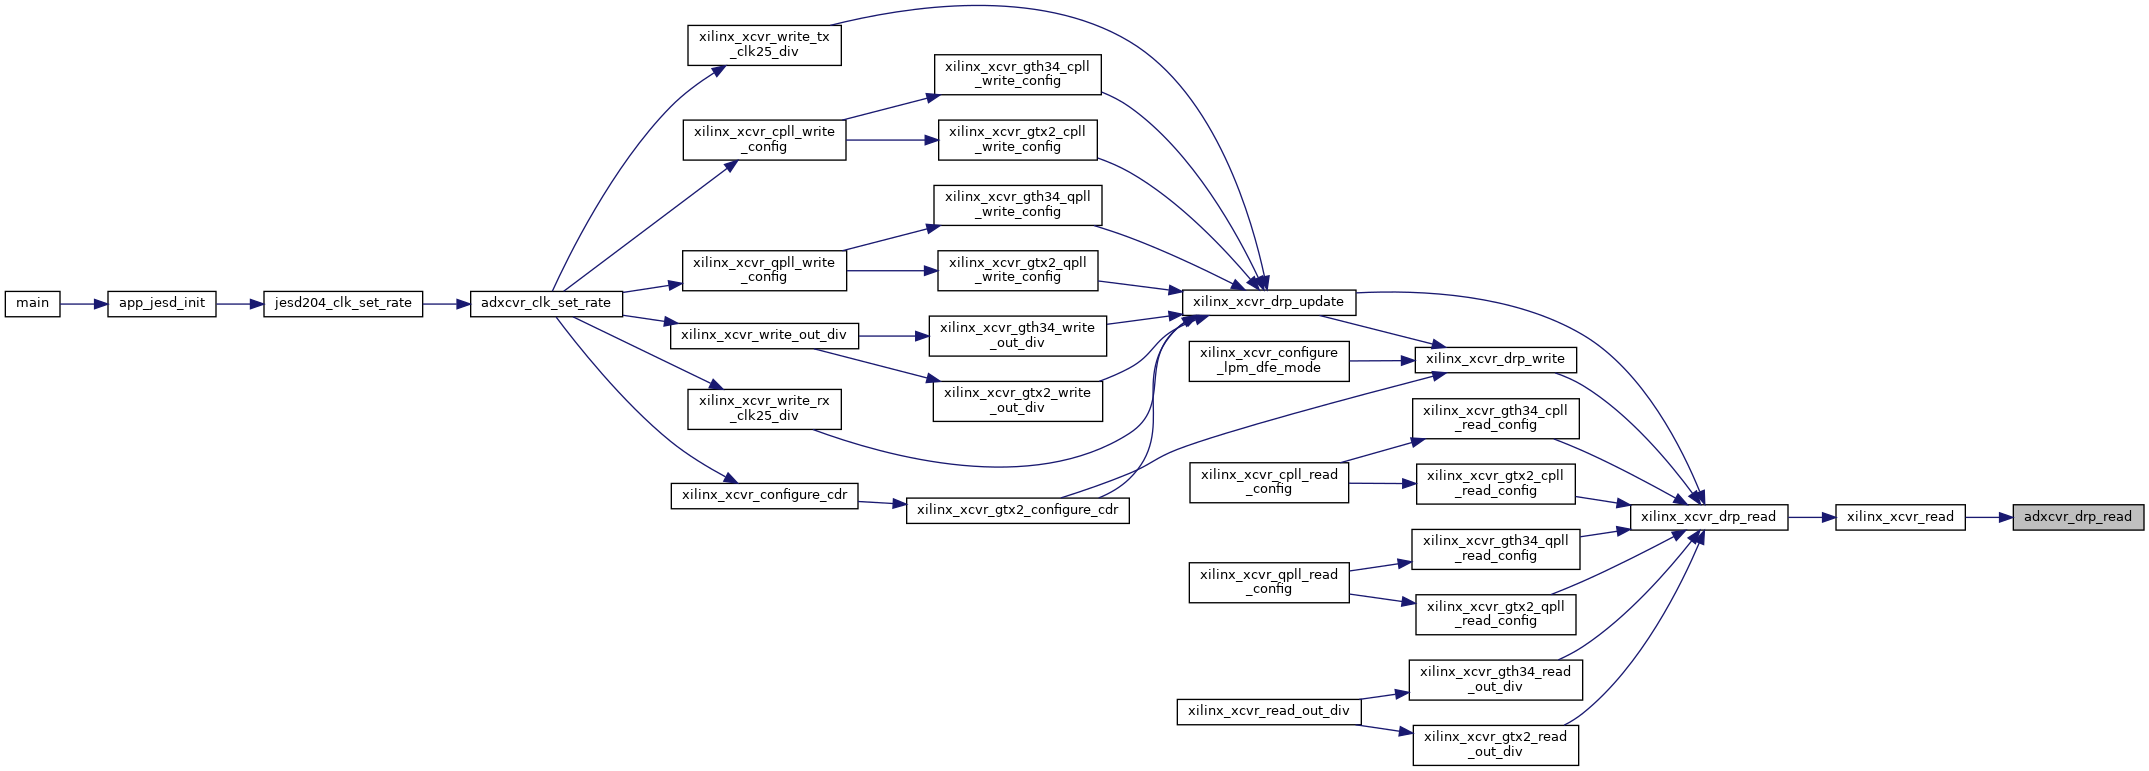 main
app_jesd_init
jesd204_clk_set_rate
adxcvr_clk_set_rate
xilinx_xcvr_write_tx
_clk25_div
xilinx_xcvr_cpll_write
_config
xilinx_xcvr_qpll_write
_config
xilinx_xcvr_write_out_div
xilinx_xcvr_write_rx
_clk25_div
xilinx_xcvr_configure_cdr
xilinx_xcvr_gth34_cpll
_write_config
xilinx_xcvr_gtx2_cpll
_write_config
xilinx_xcvr_gth34_qpll
_write_config
xilinx_xcvr_gtx2_qpll
_write_config
xilinx_xcvr_gth34_write
_out_div
xilinx_xcvr_gtx2_write
_out_div
xilinx_xcvr_gtx2_configure_cdr
xilinx_xcvr_drp_update
xilinx_xcvr_configure
_lpm_dfe_mode
xilinx_xcvr_cpll_read
_config
xilinx_xcvr_qpll_read
_config
xilinx_xcvr_read_out_div
xilinx_xcvr_drp_write
xilinx_xcvr_gth34_cpll
_read_config
xilinx_xcvr_gtx2_cpll
_read_config
xilinx_xcvr_gth34_qpll
_read_config
xilinx_xcvr_gtx2_qpll
_read_config
xilinx_xcvr_gth34_read
_out_div
xilinx_xcvr_gtx2_read
_out_div
xilinx_xcvr_drp_read
xilinx_xcvr_read
adxcvr_drp_read